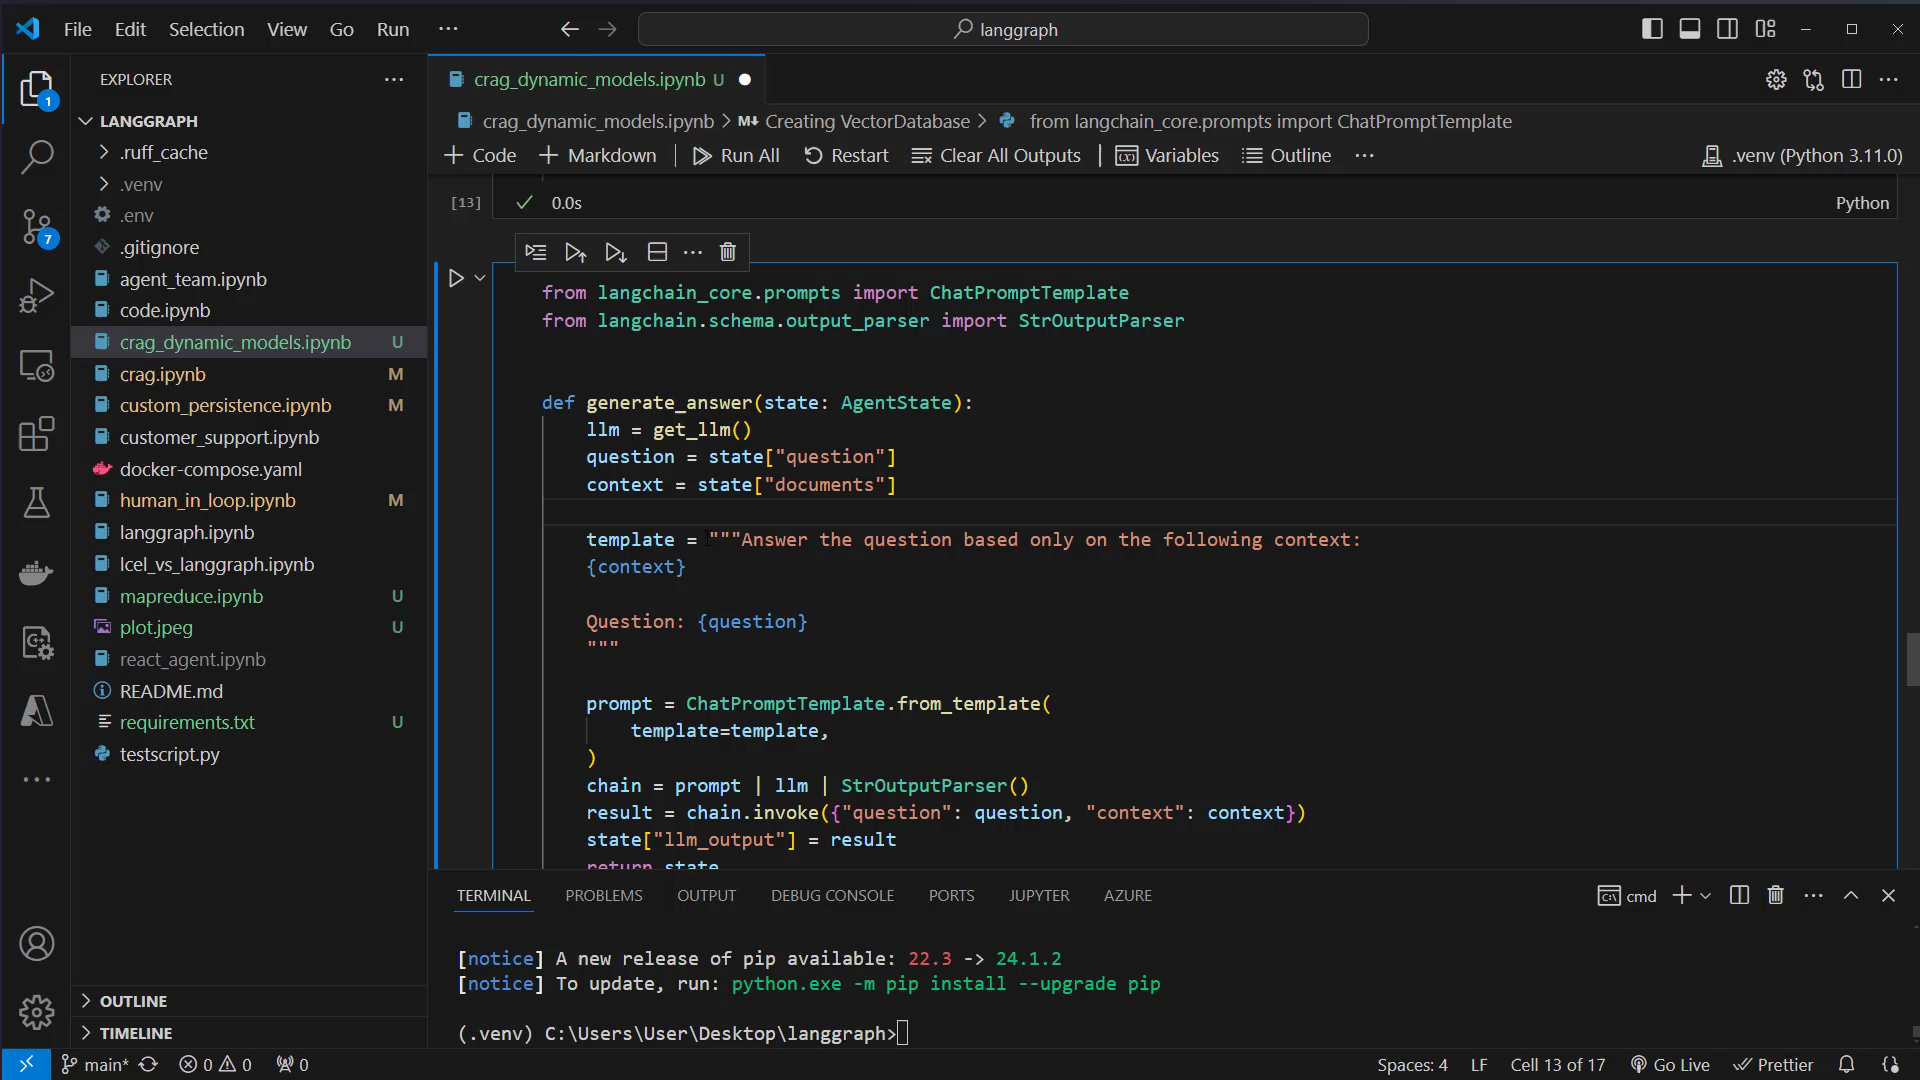 File Edit Selection View Go Run ··· langgraph
EXPLORER ···
LANGGRAPH
.ruff_cache
.venv
.env
.gitignore
agent_team.ipynb
code.ipynb
crag_dynamic_models.ipynb U
crag.ipynb M
custom_persistence.ipynb M
customer_support.ipynb
docker-compose.yaml
human_in_loop.ipynb M
langgraph.ipynb
lcel_vs_langgraph.ipynb
mapreduce.ipynb U
plot.jpeg U
react_agent.ipynb
README.md
requirements.txt U
testscript.py
OUTLINE
TIMELINE
1
7
crag_dynamic_models.ipynb U
crag_dynamic_models.ipynb > M↓ Creating VectorDatabase > from langchain_core.prompts import ChatPromptTemplate
+ Code + Markdown | Run All Restart Clear All Outputs | Variables Outline ··· .venv (Python 3.11.0)
[13] 0.0s Python
from langchain_core.prompts import ChatPromptTemplate
from langchain.schema.output_parser import StrOutputParser
def generate_answer(state: AgentState):
llm = get_llm()
question = state["question"]
context = state["documents"]
template = """Answer the question based only on the following context:
{context}
Question: {question}
"""
prompt = ChatPromptTemplate.from_template(
template=template,
)
chain = prompt | llm | StrOutputParser()
result = chain.invoke({"question": question, "context": context})
state["llm_output"] = result
return state
TERMINAL PROBLEMS OUTPUT DEBUG CONSOLE PORTS JUPYTER AZURE cmd
[notice] A new release of pip available: 22.3 -> 24.1.2
[notice] To update, run: python.exe -m pip install --upgrade pip
(.venv) C:\Users\User\Desktop\langgraph>
main* 0 0 0 Spaces: 4 LF Cell 13 of 17 Go Live Prettier